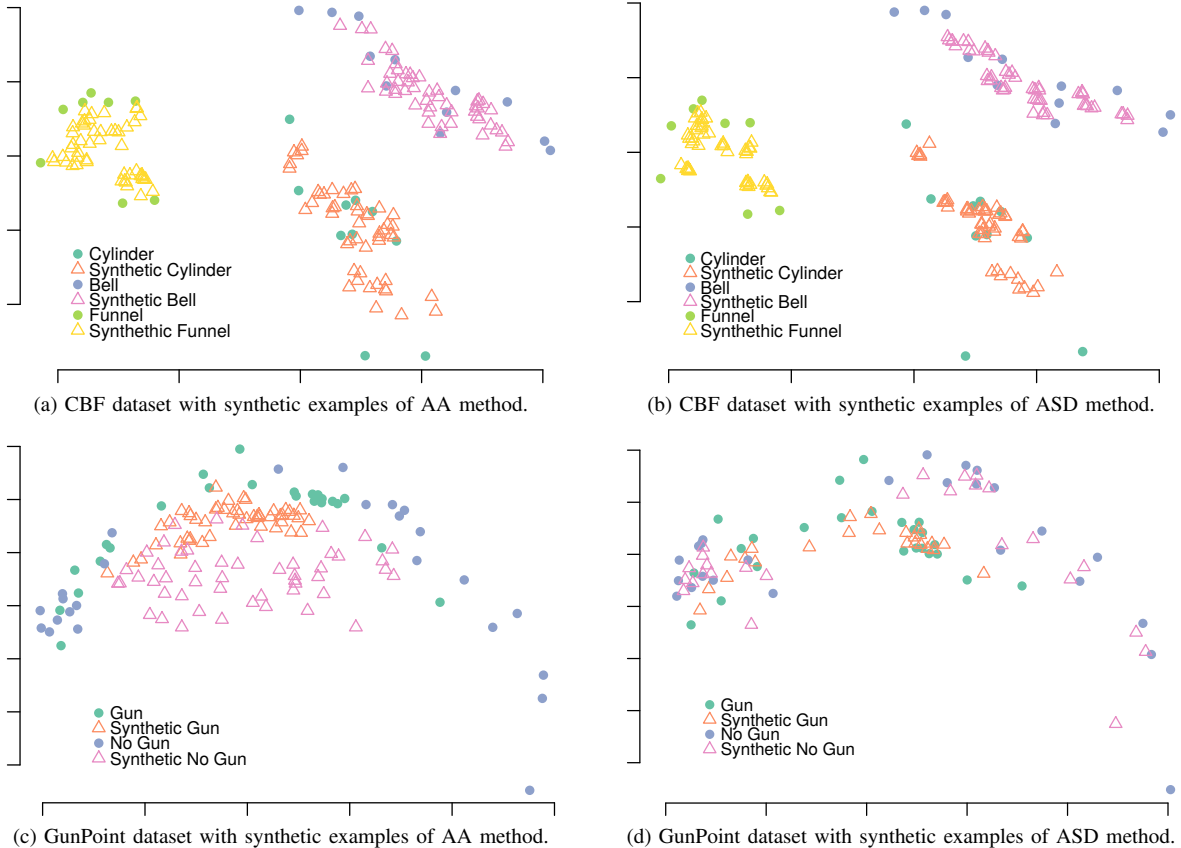 Cylinder
Synthetic Cylinder
Bell
Synthetic Bell
Funnel
Synthethic Funnel
(a) CBF dataset with synthetic examples of AA method.
Cylinder
Synthetic Cylinder
Bell
Synthetic Bell
Funnel
Synthethic Funnel
(b) CBF dataset with synthetic examples of ASD method.
Gun
Synthetic Gun
No Gun
Synthetic No Gun
(c) GunPoint dataset with synthetic examples of AA method.
Gun
Synthetic Gun
No Gun
Synthetic No Gun
(d) GunPoint dataset with synthetic examples of ASD method.